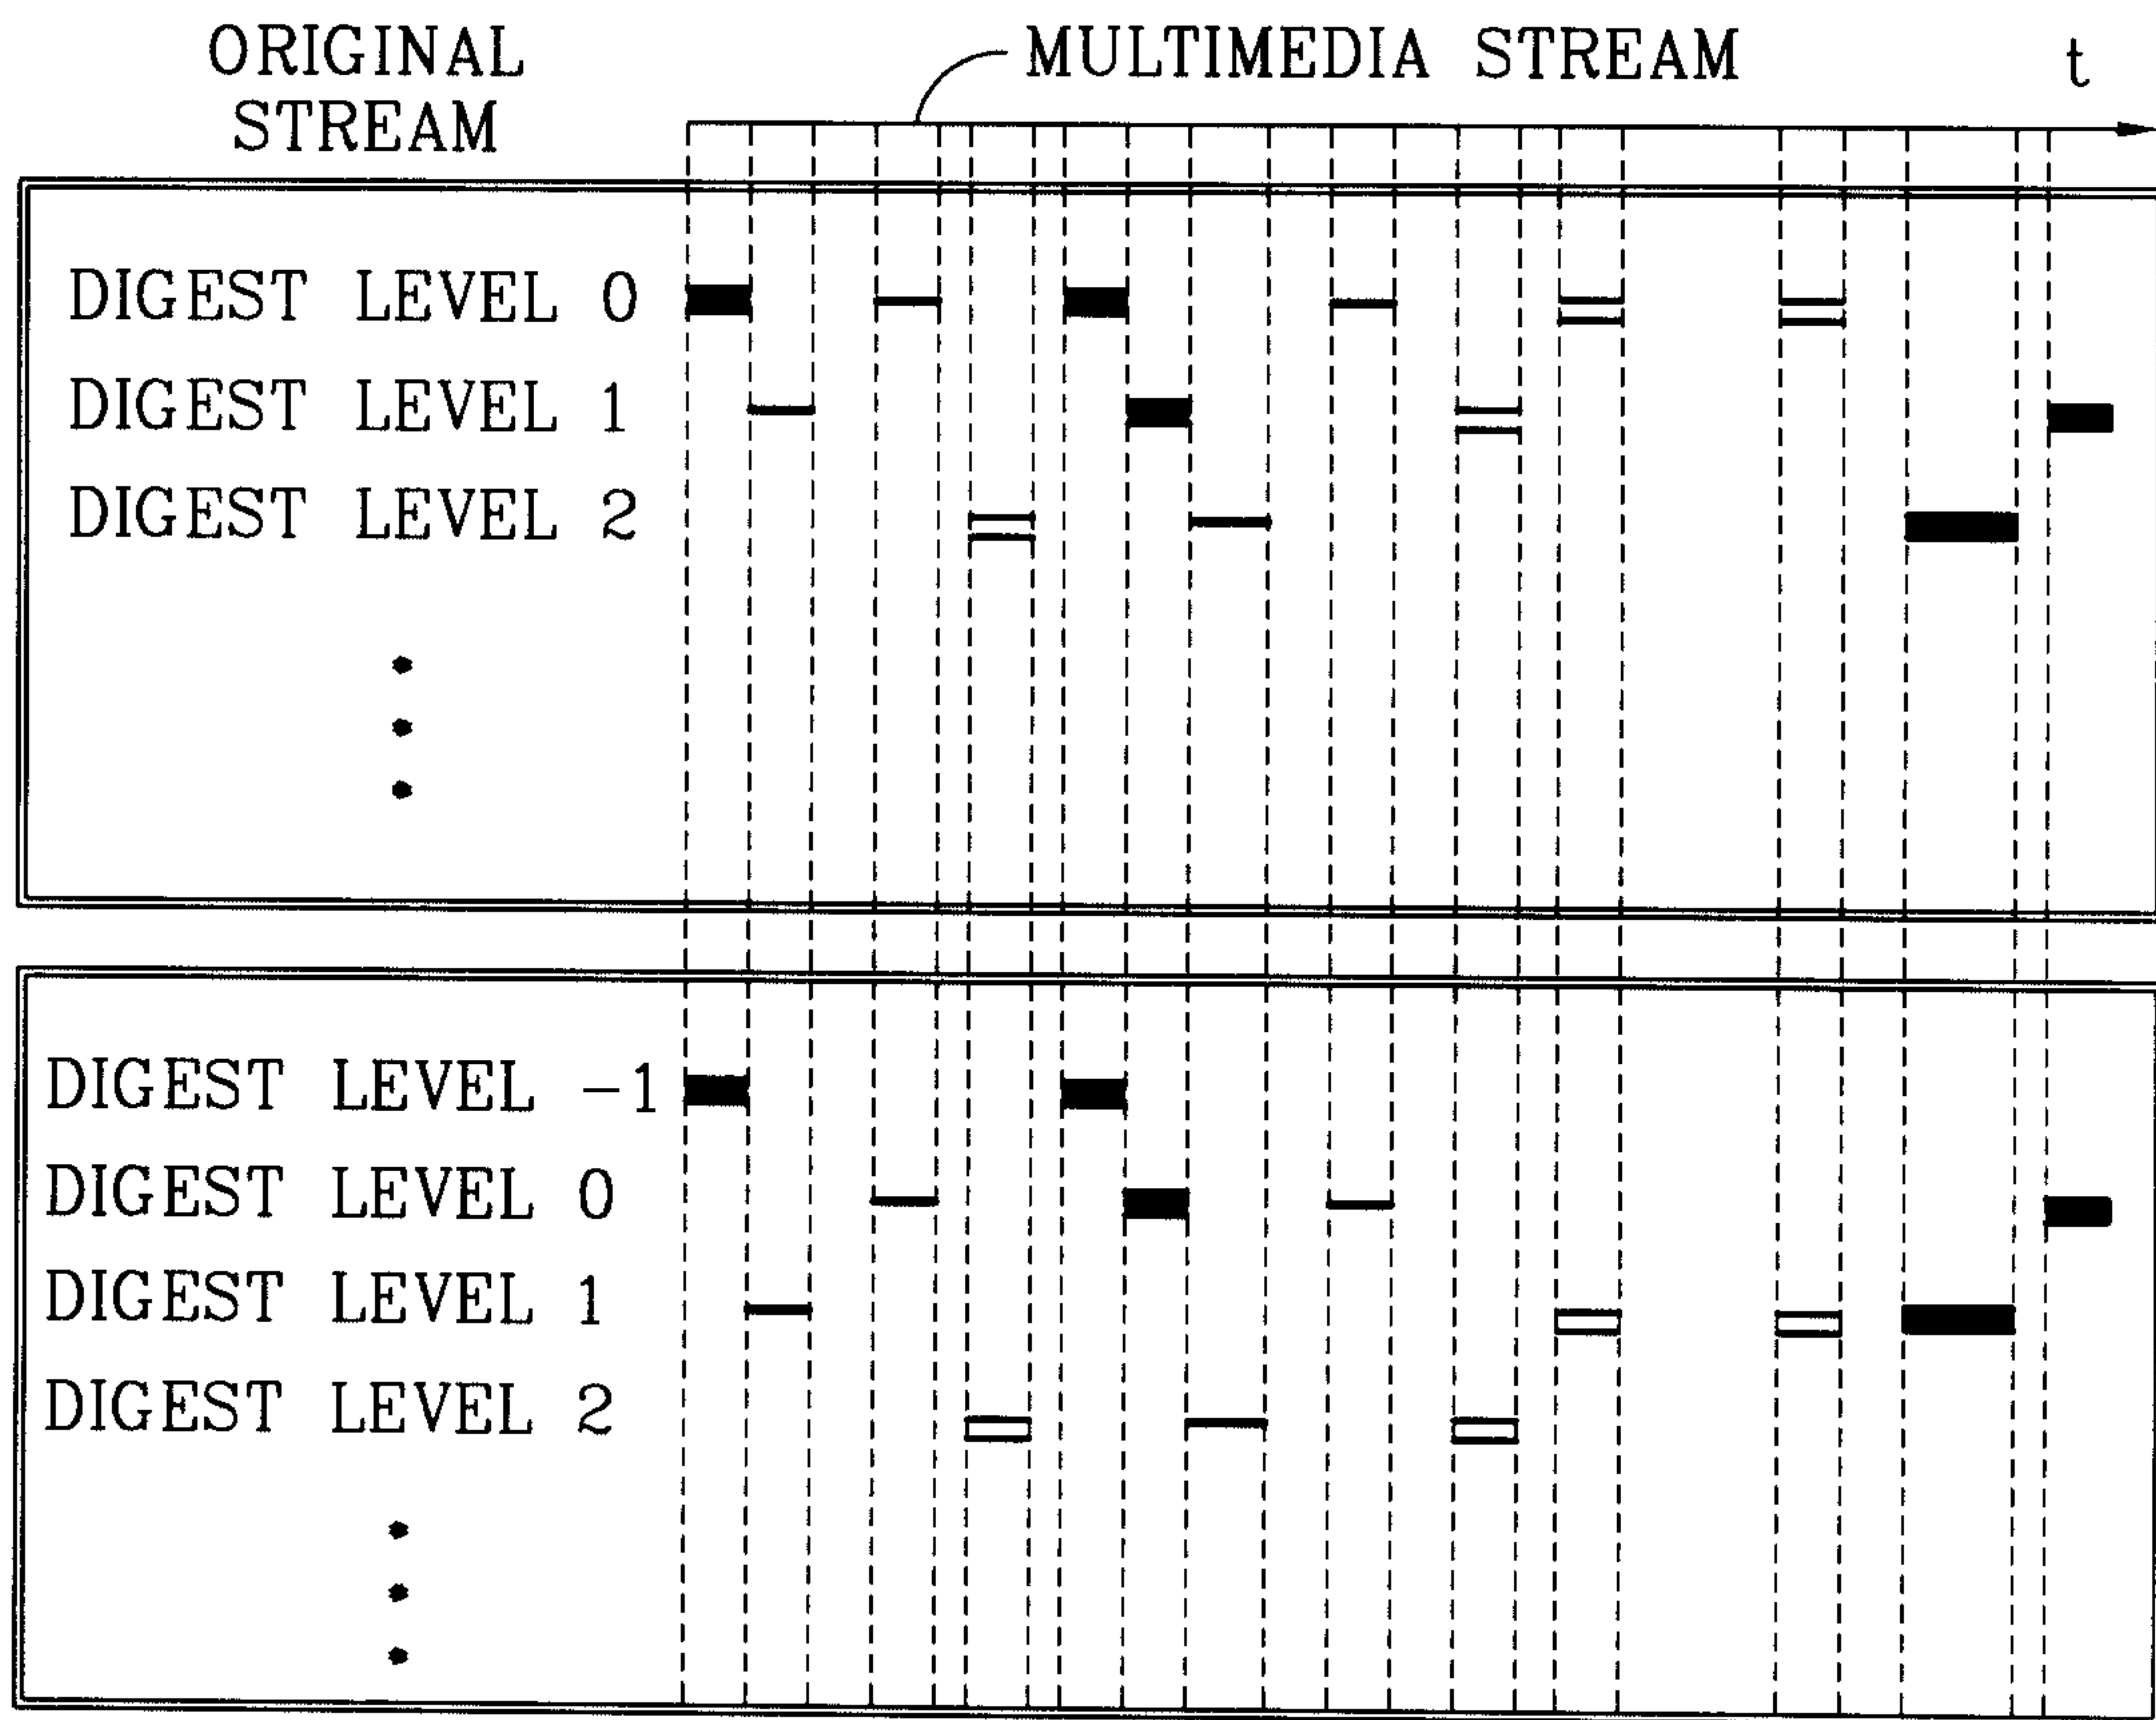 ORIGINAL
STREAM
MULTIMEDIA STREAM
t
DIGEST LEVEL 0
DIGEST LEVEL 1
DIGEST LEVEL 2
DIGEST LEVEL -1
DIGEST LEVEL 0
DIGEST LEVEL 1
DIGEST LEVEL 2